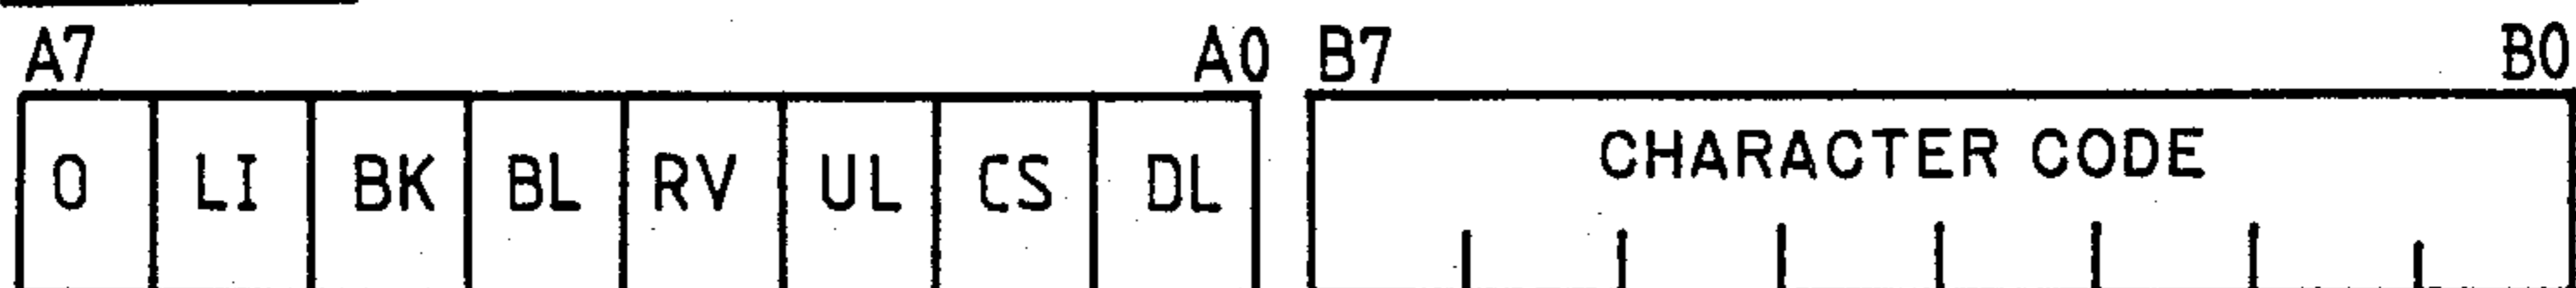 A7 A0 B7 B0
CHARACTER CODE
0 LI BK BL RV UL CS DL